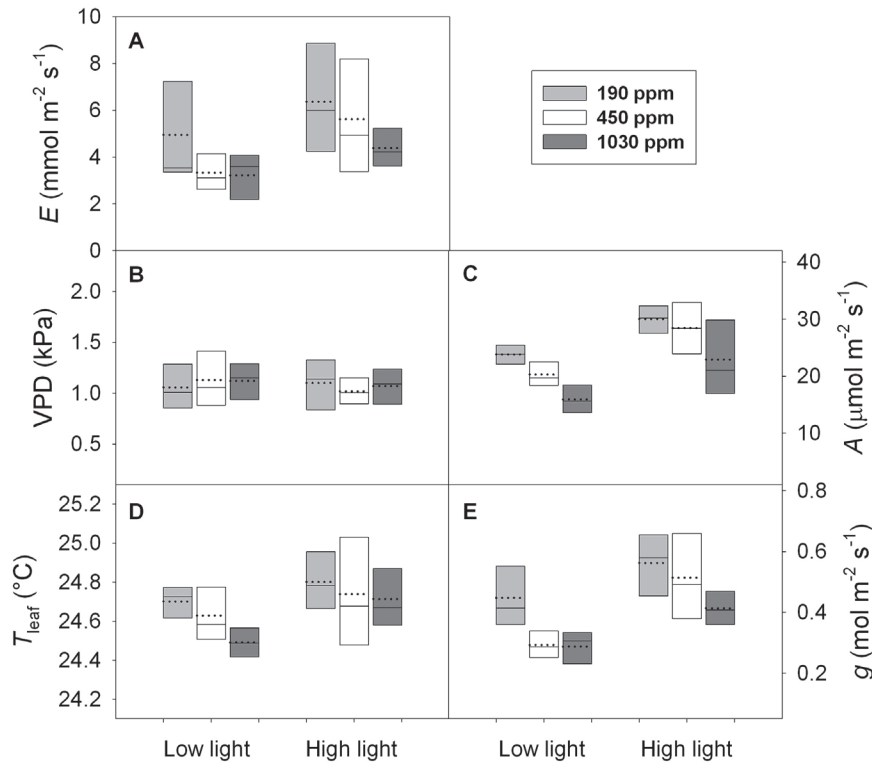 A
E (mmol m-2 s-1)
10
8
6
4
2
0
190 ppm
450 ppm
1030 ppm
B
VPD (kPa)
2.0
1.5
1.0
0.5
C
40
30
20
10
A (μmol m-2 s-1)
D
Tleaf (°C)
25.2
25.0
24.8
24.6
24.4
24.2
E
0.8
0.6
0.4
0.2
g (mol m-2 s-1)
Low light High light Low light High light